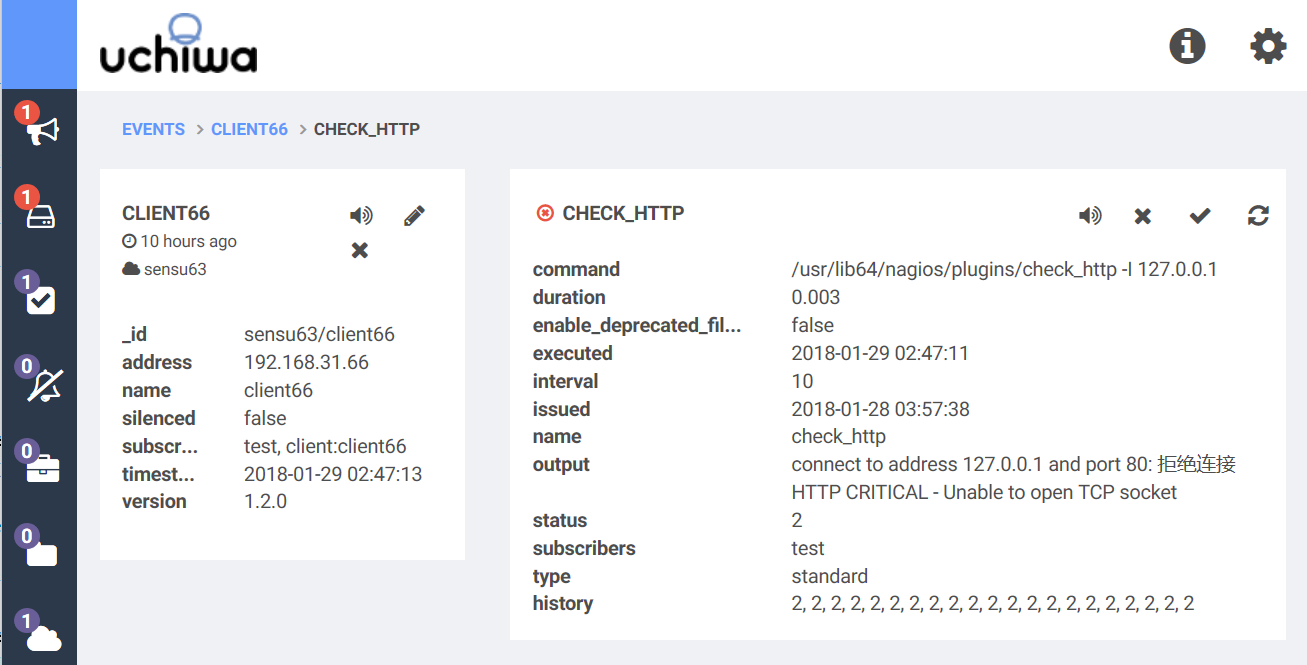 uchiwa
1
EVENTS > CLIENT66 > CHECK_HTTP
1
CLIENT66
10 hours ago
sensu63
_id sensu63/client66
address 192.168.31.66
name client66
silenced false
subscr... test, client:client66
timest... 2018-01-29 02:47:13
version 1.2.0
CHECK_HTTP
command /usr/lib64/nagios/plugins/check_http -I 127.0.0.1
duration 0.003
enable_deprecated_fil... false
executed 2018-01-29 02:47:11
interval 10
issued 2018-01-28 03:57:38
name check_http
output connect to address 127.0.0.1 and port 80: 拒绝连接
HTTP CRITICAL - Unable to open TCP socket
status 2
subscribers test
type standard
history 2, 2, 2, 2, 2, 2, 2, 2, 2, 2, 2, 2, 2, 2, 2, 2, 2, 2, 2, 2, 2
1
0
0
0
1